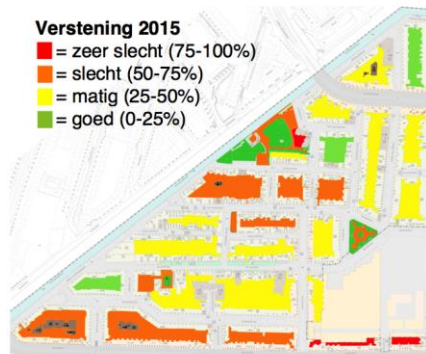 Verstening 2015
= zeer slecht (75-100%)
= slecht (50-75%)
= matig (25-50%)
= goed (0-25%)